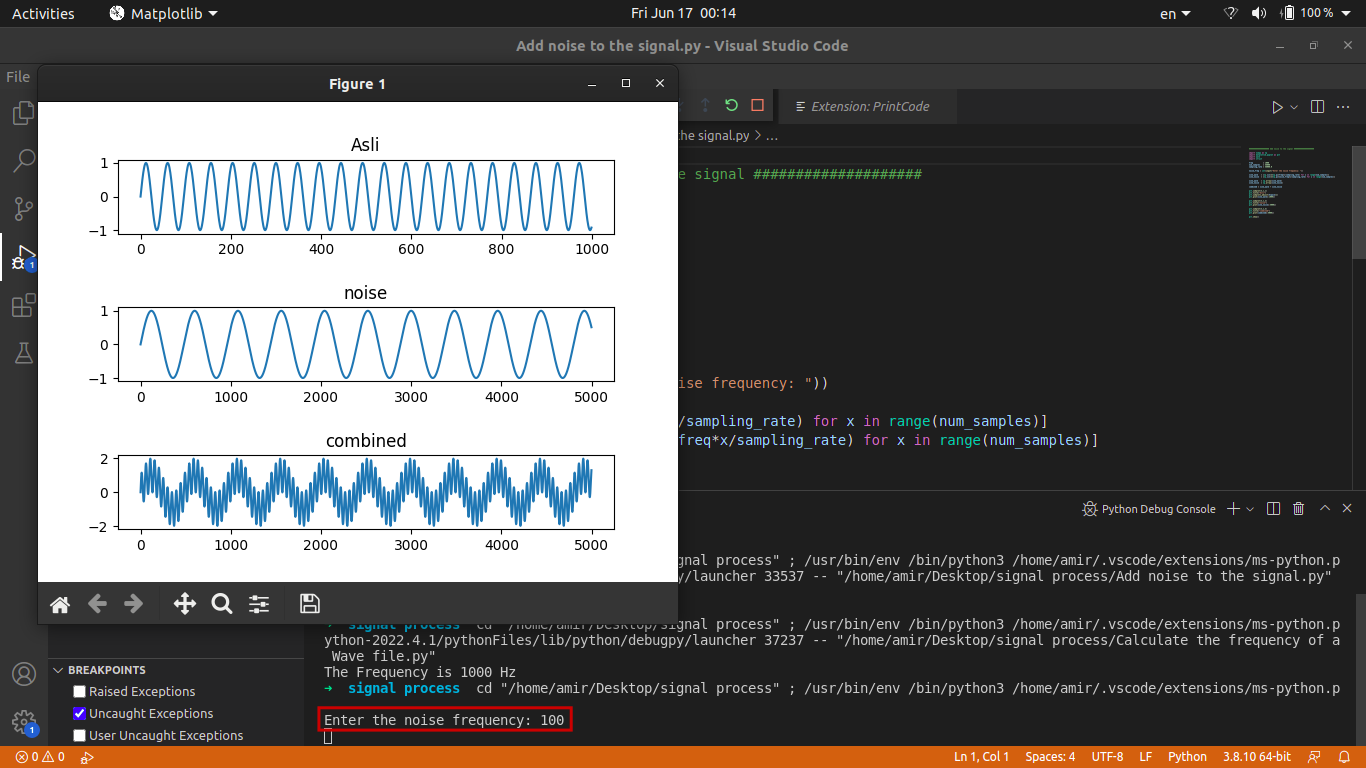 Activities Matplotlib Fri Jun 17 00:14 en 100 %
Add noise to the signal.py - Visual Studio Code
File
Figure 1
Extension: PrintCode
the signal.py > …
e signal ####################
Asli
1
0
−1
0 200 400 600 800 1000
noise
1
0
−1
0 1000 2000 3000 4000 5000
combined
2
0
−2
0 1000 2000 3000 4000 5000
ise frequency: "))
/sampling_rate) for x in range(num_samples)]
freq*x/sampling_rate) for x in range(num_samples)]
Python Debug Console
gnal process" ; /usr/bin/env /bin/python3 /home/amir/.vscode/extensions/ms-python.p
y/launcher 33537 -- "/home/amir/Desktop/signal process/Add noise to the signal.py"
➜ signal process cd "/home/amir/Desktop/signal process" ; /usr/bin/env /bin/python3 /home/amir/.vscode/extensions/ms-python.p
ython-2022.4.1/pythonFiles/lib/python/debugpy/launcher 37237 -- "/home/amir/Desktop/signal process/Calculate the frequency of a
Wave file.py"
The Frequency is 1000 Hz
➜ signal process cd "/home/amir/Desktop/signal process" ; /usr/bin/env /bin/python3 /home/amir/.vscode/extensions/ms-python.p
Enter the noise frequency: 100
BREAKPOINTS
Raised Exceptions
Uncaught Exceptions
User Uncaught Exceptions
1
1
0 0 Ln 1, Col 1 Spaces: 4 UTF-8 LF Python 3.8.10 64-bit